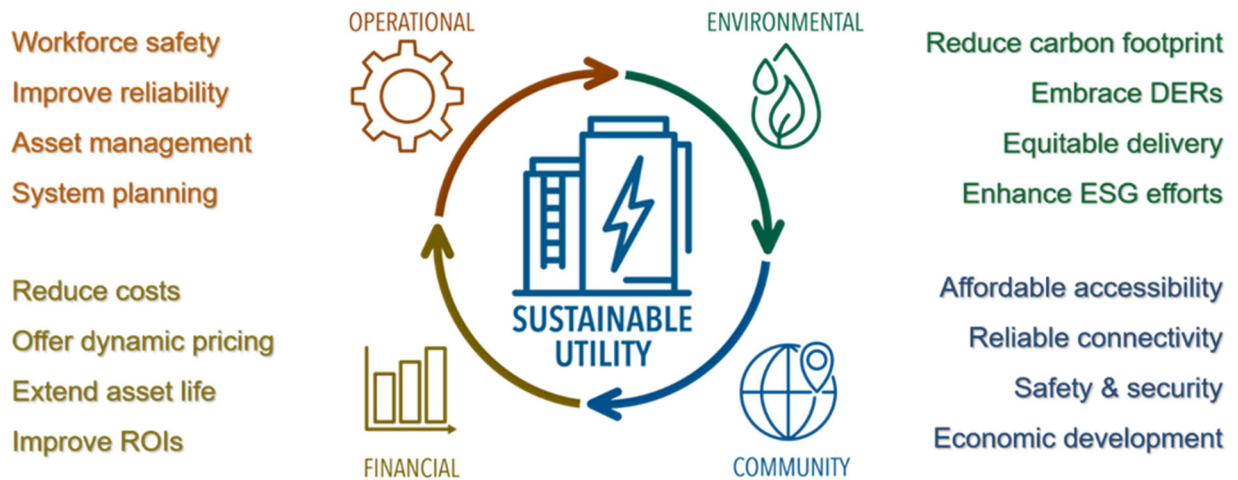 OPERATIONAL
Workforce safety
Improve reliability
Asset management
System planning
ENVIRONMENTAL
Reduce carbon footprint
Embrace DERs
Equitable delivery
Enhance ESG efforts
SUSTAINABLE
UTILITY
Reduce costs
Offer dynamic pricing
Extend asset life
Improve ROIs
FINANCIAL
Affordable accessibility
Reliable connectivity
Safety & security
Economic development
COMMUNITY